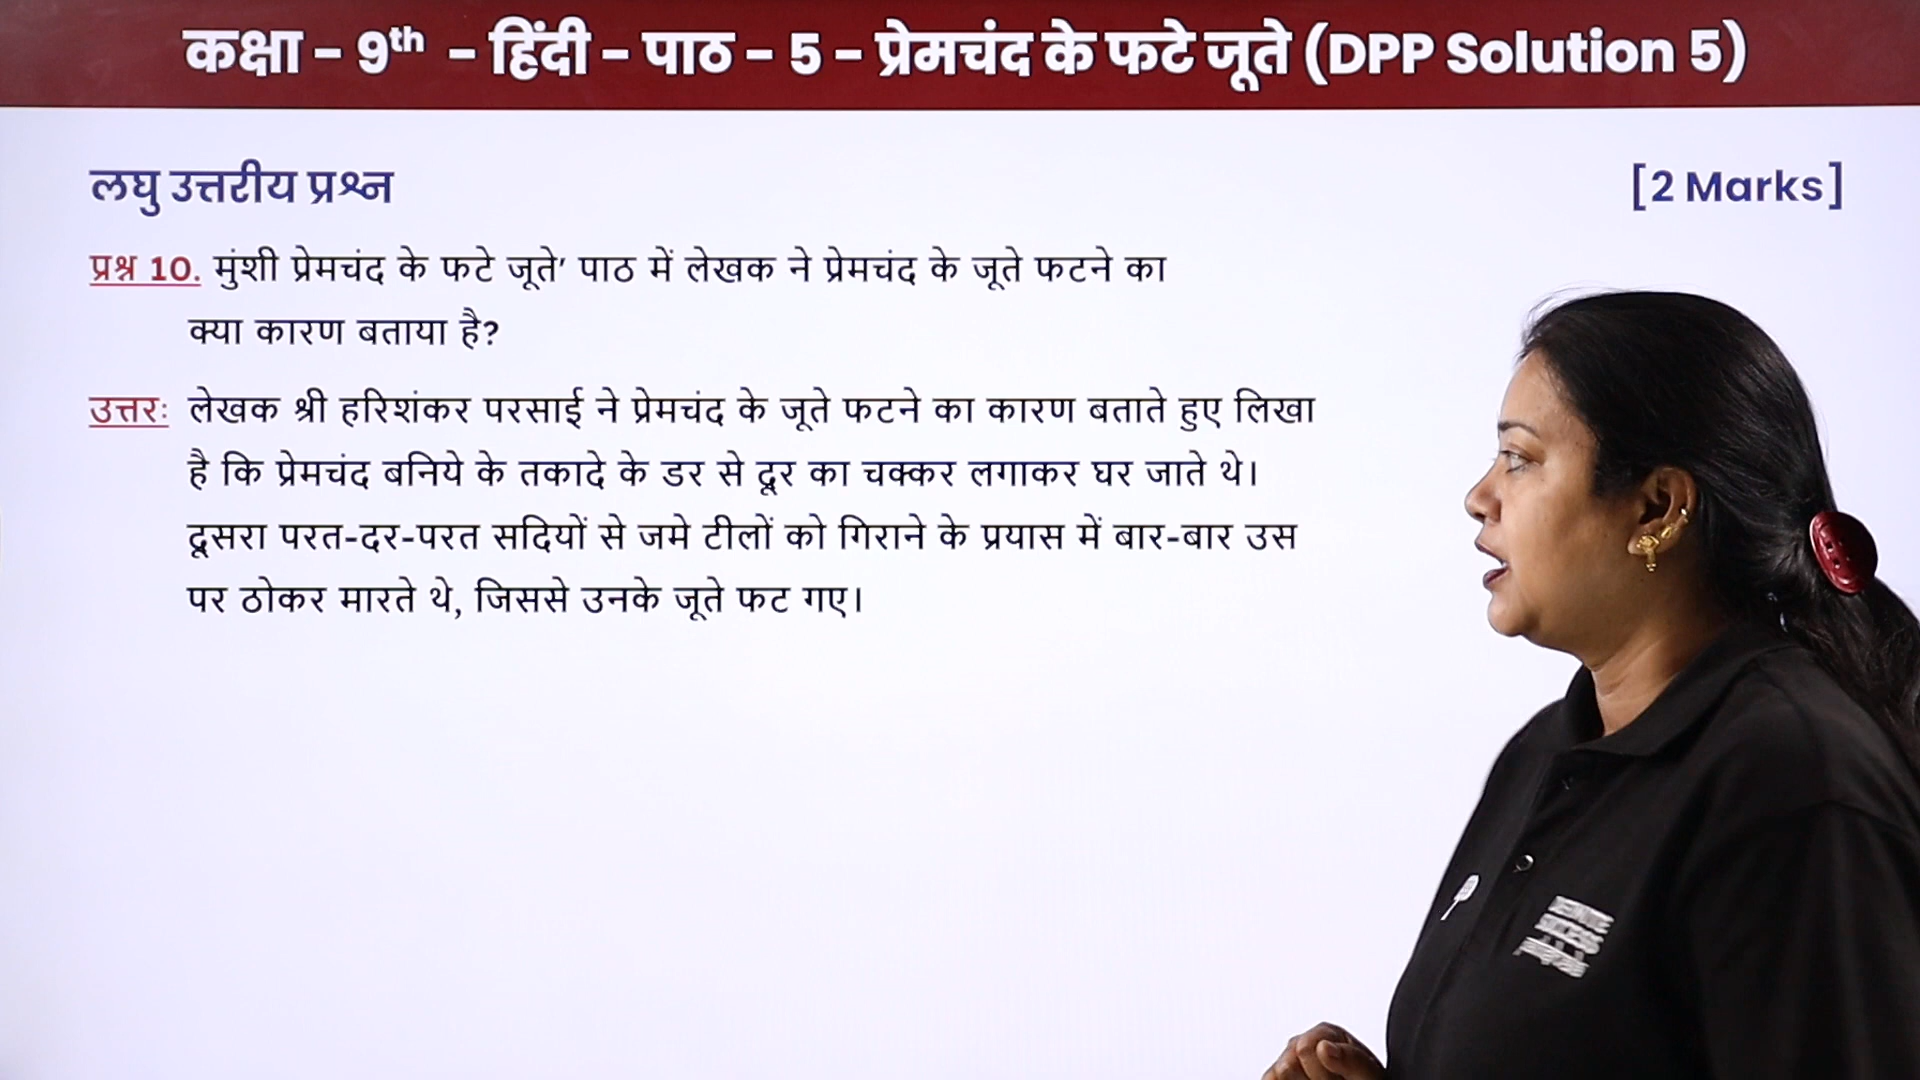 कक्षा – 9th – हिंदी – पाठ – 5 – प्रेमचंद के फटे जूते (DPP Solution 5)
लघु उत्तरीय प्रश्न [2 Marks]
प्रश्न 10. मुंशी प्रेमचंद के फटे जूते’ पाठ में लेखक ने प्रेमचंद के जूते फटने का
क्या कारण बताया है?
उत्तरः लेखक श्री हरिशंकर परसाई ने प्रेमचंद के जूते फटने का कारण बताते हुए लिखा
है कि प्रेमचंद बनिये के तकादे के डर से दूर का चक्कर लगाकर घर जाते थे।
दूसरा परत-दर-परत सदियों से जमे टीलों को गिराने के प्रयास में बार-बार उस
पर ठोकर मारते थे, जिससे उनके जूते फट गए।